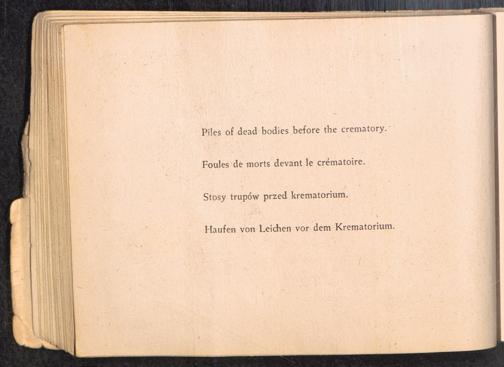 Piles of dead bodies before the crematory.
Foules de morts devant le crématoire.
Stosy trupów przed krematorium.
Haufen von Leichen vor dem Krematorium.